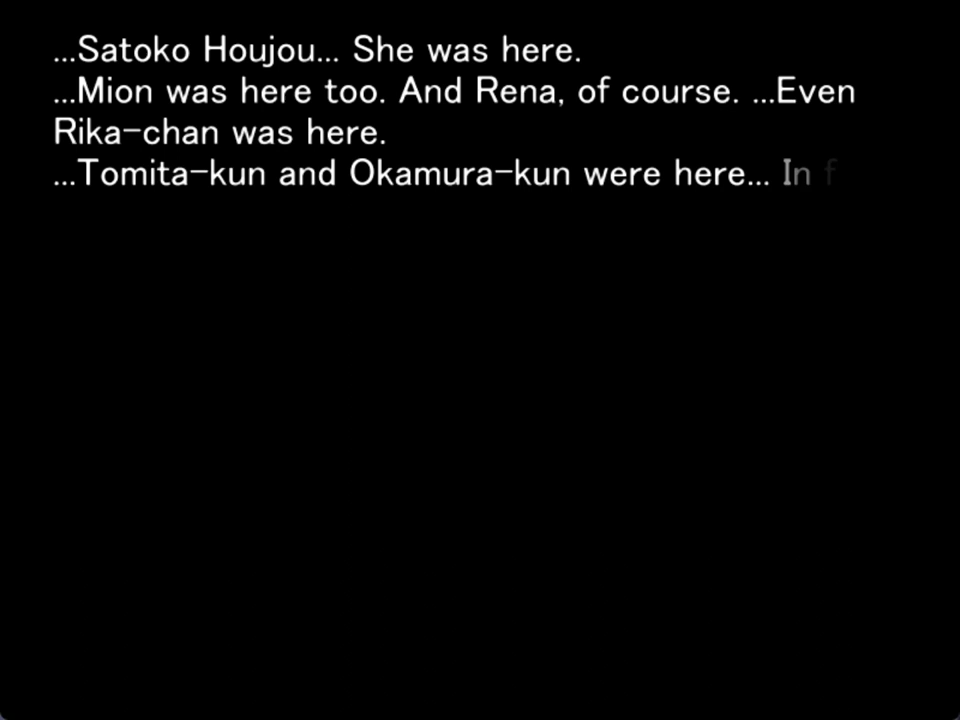 ...Satoko Houjou... She was here.
...Mion was here too. And Rena, of course. ...Even
Rika-chan was here.
...Tomita-kun and Okamura-kun were here... In f